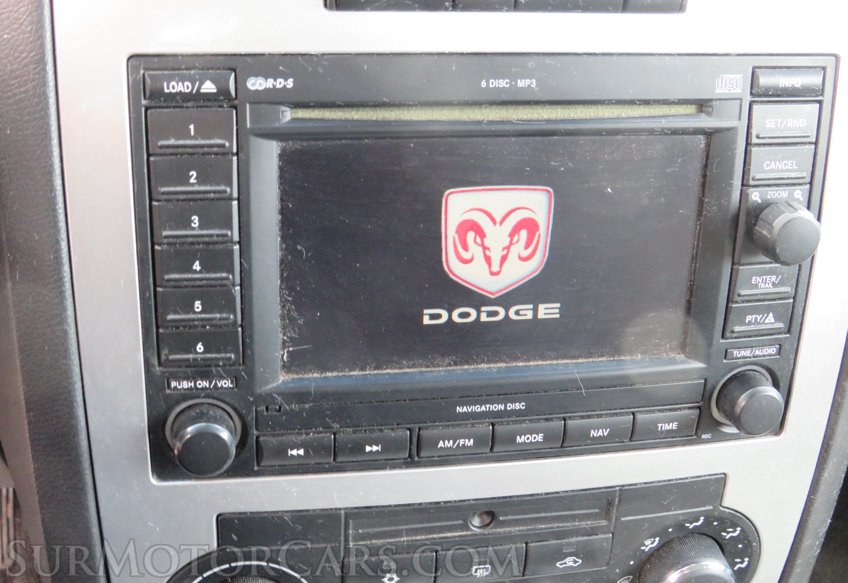 LOAD /
R·D·S
6 DISC · MP3
INFO
1
2
3
4
5
6
SET/RND
CANCEL
ZOOM
ENTER/
TRAIL
PTY/
TUNE/AUDIO
DODGE
PUSH ON / VOL
NAVIGATION DISC
AM/FM
MODE
NAV
TIME
REC
SurMotorCars.com